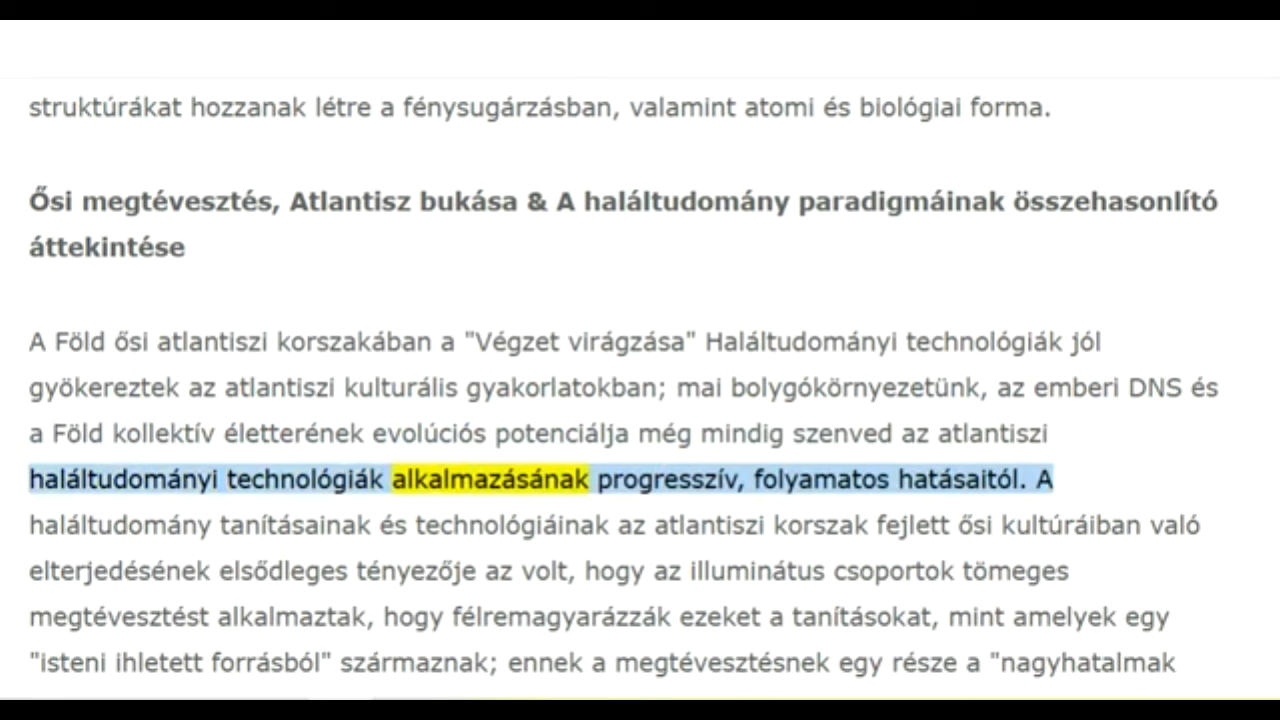 struktúrákat hozzanak létre a fénysugárzásban, valamint atomi és biológiai forma.
Ősi megtévesztés, Atlantisz bukása & A haláltudomány paradigmáinak összehasonlító
áttekintése
A Föld ősi atlantiszi korszakában a "Végzet virágzása" Haláltudományi technológiák jól
gyökereztek az atlantiszi kulturális gyakorlatokban; mai bolygókörnyezetünk, az emberi DNS és
a Föld kollektív életterének evolúciós potenciálja még mindig szenved az atlantiszi
haláltudományi technológiák alkalmazásának progresszív, folyamatos hatásaitól. A
haláltudomány tanításainak és technológiáinak az atlantiszi korszak fejlett ősi kultúráiban való
elterjedésének elsődleges tényezője az volt, hogy az illuminátus csoportok tömeges
megtévesztést alkalmaztak, hogy félremagyarázzák ezeket a tanításokat, mint amelyek egy
"isteni ihletett forrásból" származnak; ennek a megtévesztésnek egy része a "nagyhatalmak